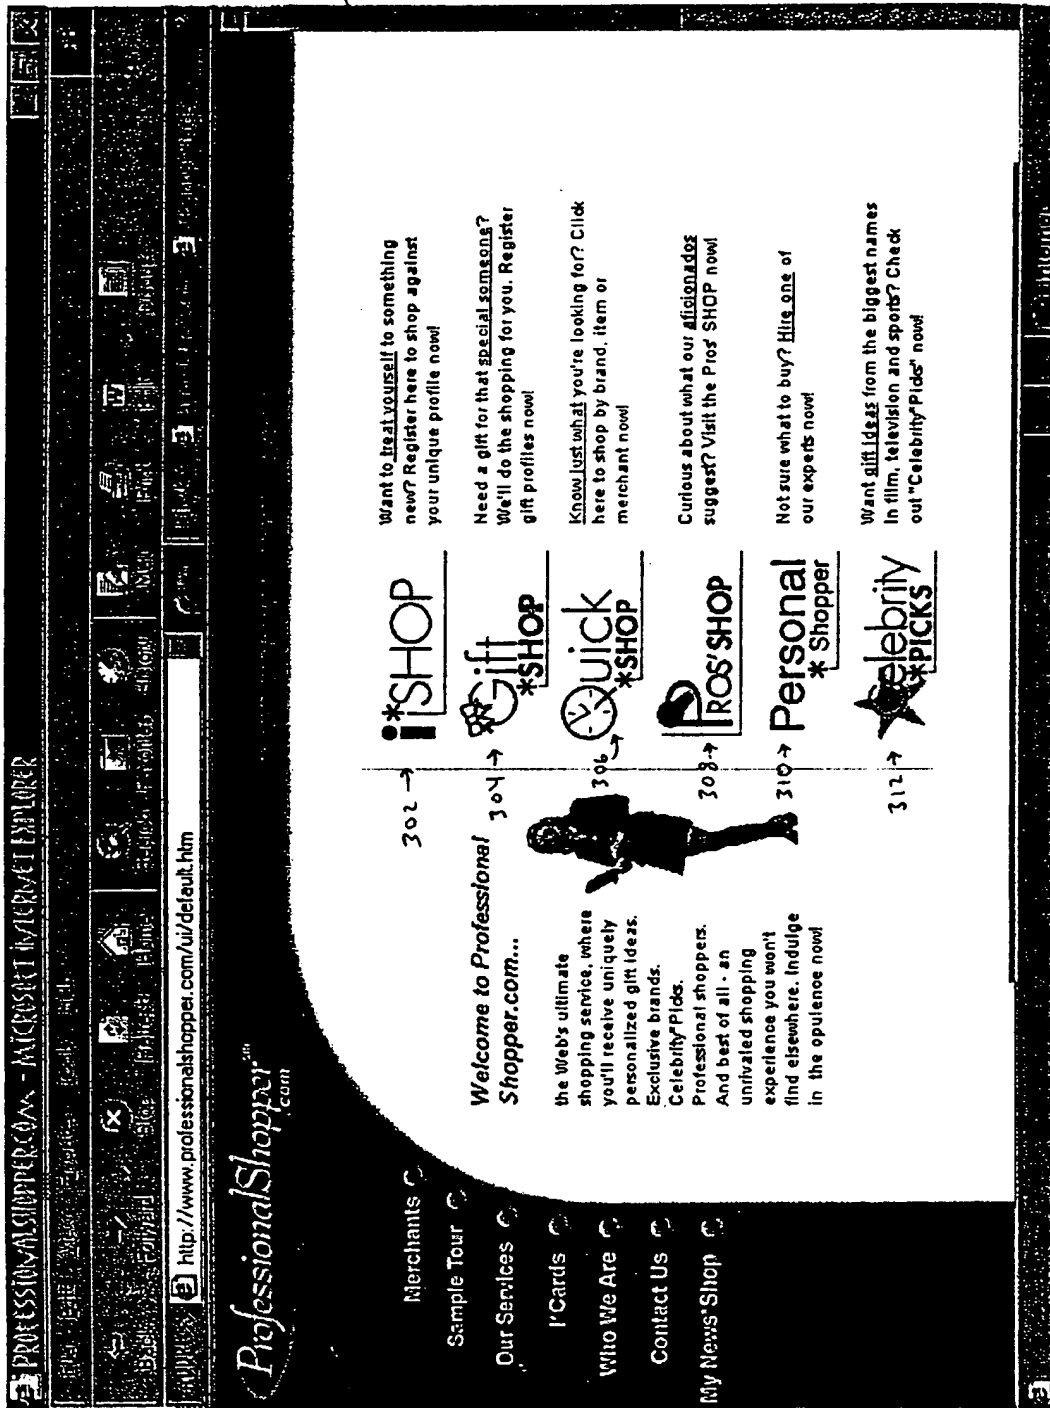 PROFESSIONALSHOPPER.COM - MICROSOFT INTERNET EXPLORER
http://www.professionalshopper.com/ui/default.htm
ProfessionalShopper℠
.com
Merchants
Sample Tour
Our Services
I*Cards
Who We Are
Contact Us
My News*Shop
Welcome to Professional
Shopper.com...
the Web's ultimate
shopping service, where
you'll receive uniquely
personalized gift ideas.
Exclusive brands.
Celebrity*Picks.
Professional shoppers.
And best of all - an
unrivaled shopping
experience you won't
find elsewhere. Indulge
in the opulence now!
302
i*SHOP
Want to treat yourself to something
new? Register here to shop against
your unique profile now!
304
Gift
*SHOP
Need a gift for that special someone?
We'll do the shopping for you. Register
gift profiles now!
306
Quick
*SHOP
Know just what you're looking for? Click
here to shop by brand, item or
merchant now!
308
PROS'SHOP
Curious about what our aficionados
suggest? Visit the Pros' SHOP now!
310
Personal
* Shopper
Not sure what to buy? Hire one of
our experts now!
312
Celebrity
*PICKS
Want gift ideas from the biggest names
in film, television and sports? Check
out "Celebrity*Picks" now!